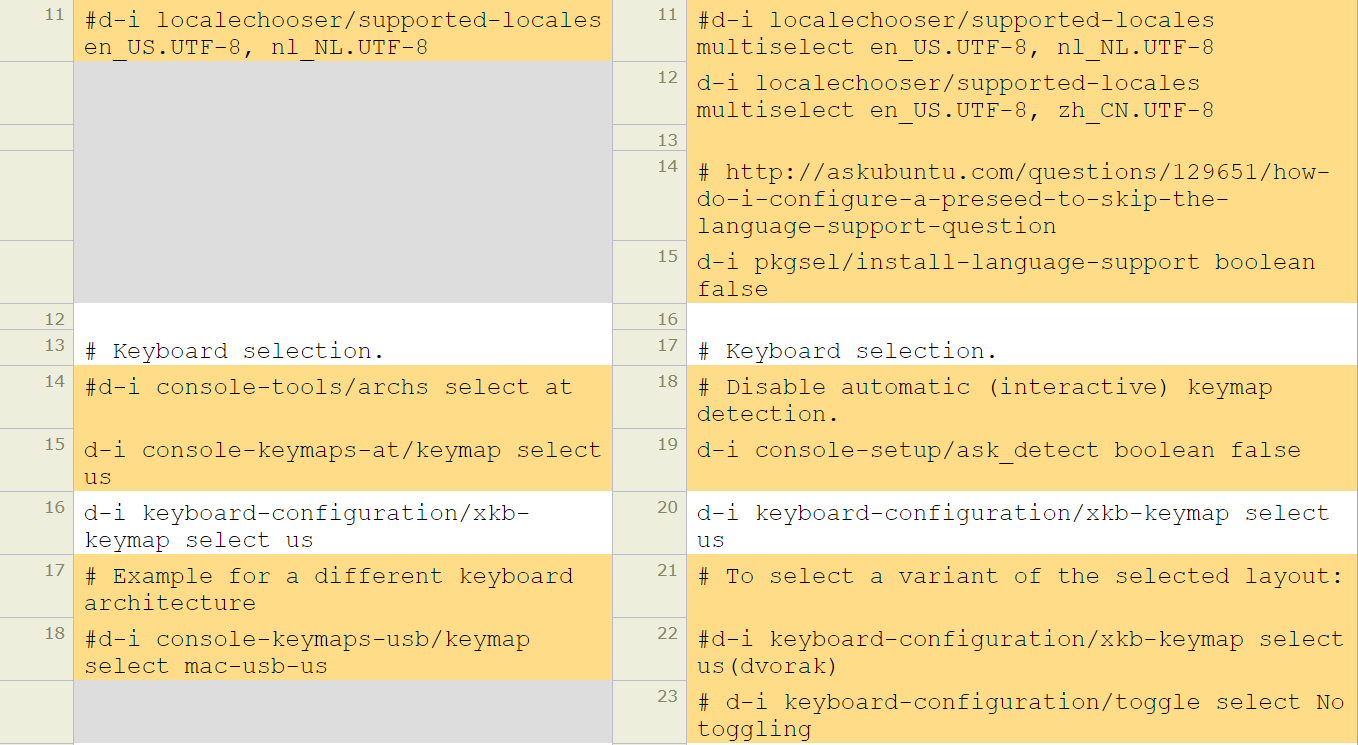 11 #d-i localechooser/supported-locales
en_US.UTF-8, nl_NL.UTF-8
12
13 # Keyboard selection.
14 #d-i console-tools/archs select at
15 d-i console-keymaps-at/keymap select
us
16 d-i keyboard-configuration/xkb-
keymap select us
17 # Example for a different keyboard
architecture
18 #d-i console-keymaps-usb/keymap
select mac-usb-us
11 #d-i localechooser/supported-locales
multiselect en_US.UTF-8, nl_NL.UTF-8
12 d-i localechooser/supported-locales
multiselect en_US.UTF-8, zh_CN.UTF-8
13
14 # http://askubuntu.com/questions/129651/how-
do-i-configure-a-preseed-to-skip-the-
language-support-question
15 d-i pkgsel/install-language-support boolean
false
16
17 # Keyboard selection.
18 # Disable automatic (interactive) keymap
detection.
19 d-i console-setup/ask_detect boolean false
20 d-i keyboard-configuration/xkb-keymap select
us
21 # To select a variant of the selected layout:
22 #d-i keyboard-configuration/xkb-keymap select
us(dvorak)
23 # d-i keyboard-configuration/toggle select No
toggling